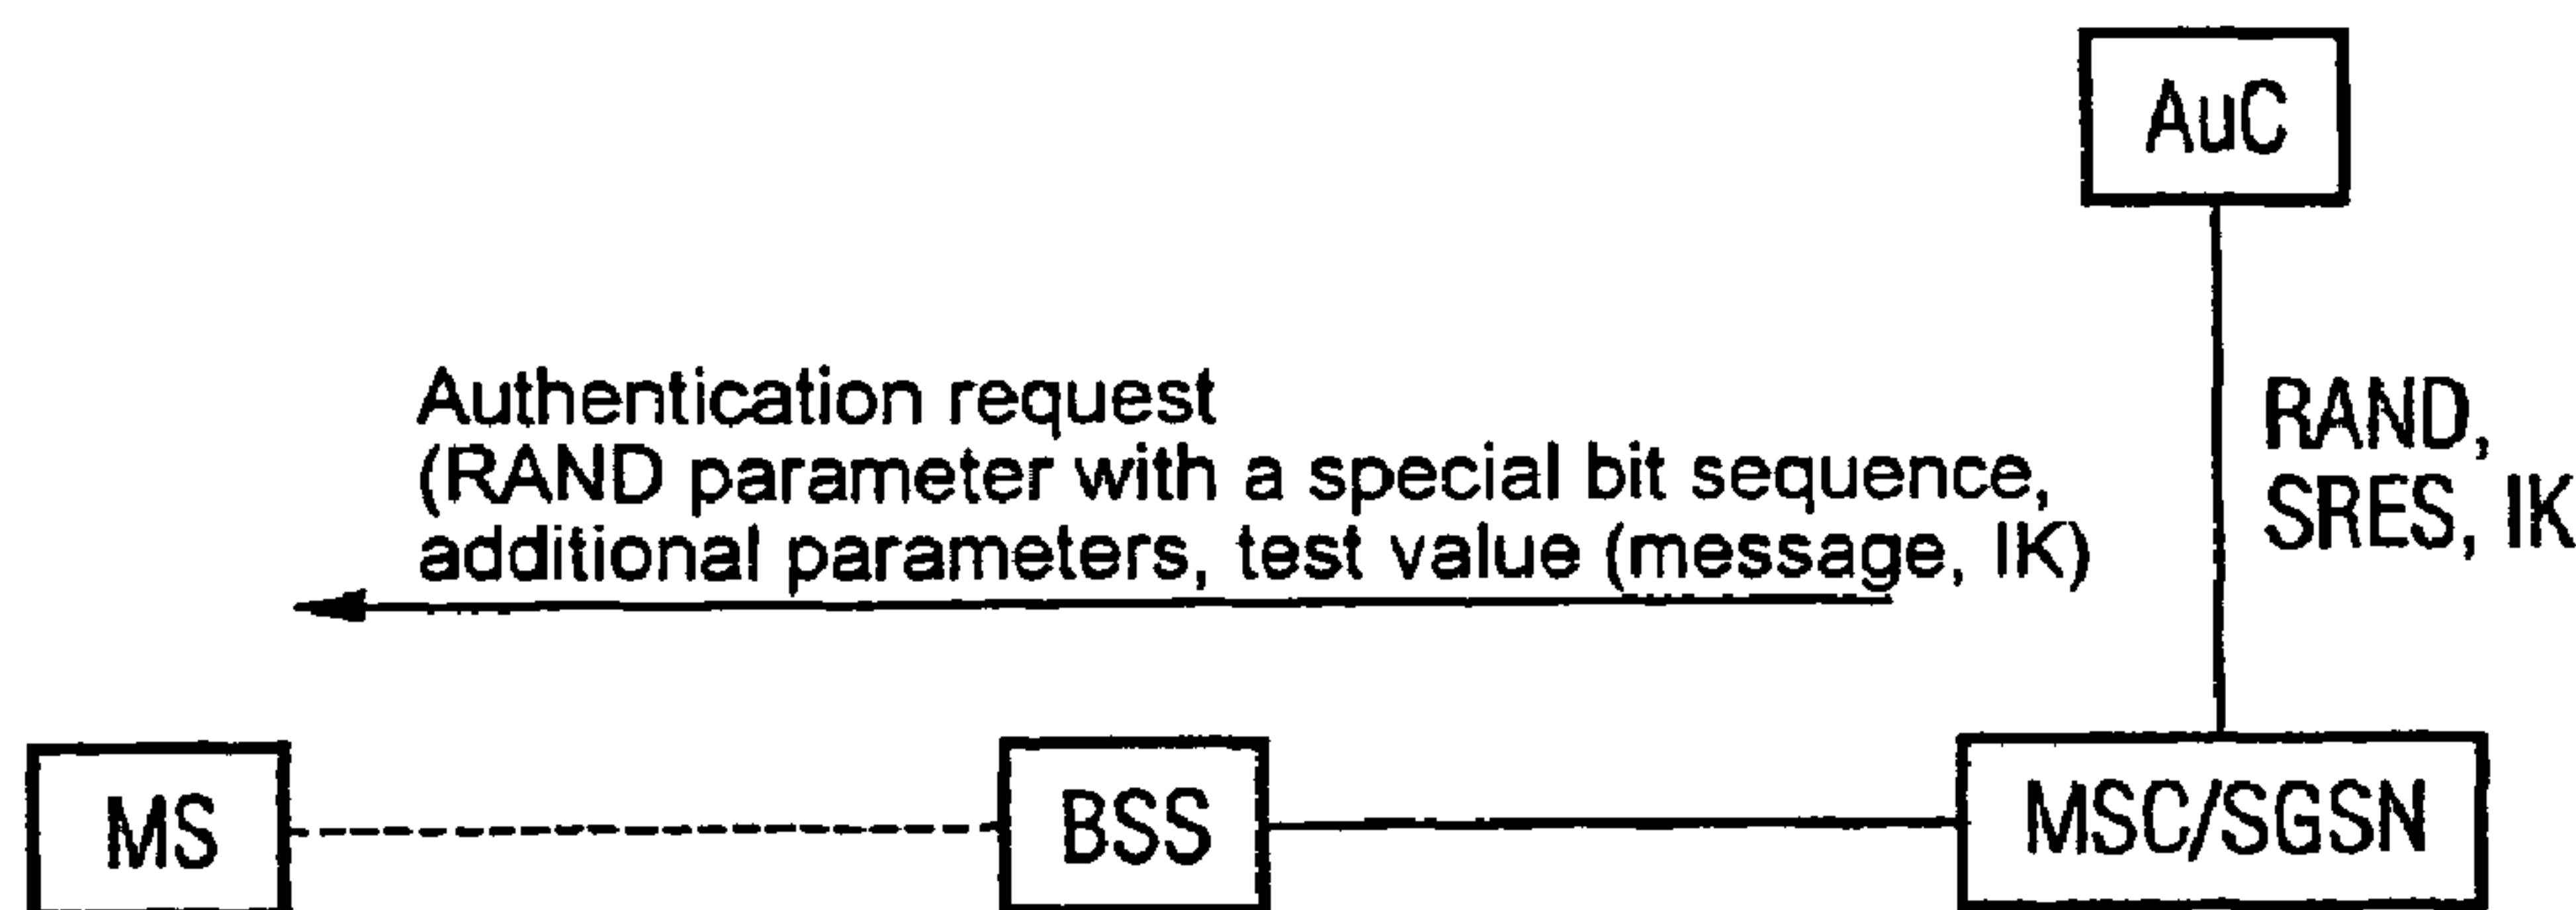 AuC
Authentication request
(RAND parameter with a special bit sequence,
additional parameters, test value (message, IK)
RAND,
SRES, IK
MS
BSS
MSC/SGSN